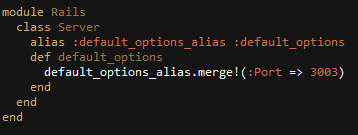 module Rails
  class Server
    alias :default_options_alias :default_options
    def default_options
      default_options_alias.merge!(:Port => 3003)
    end
  end
end